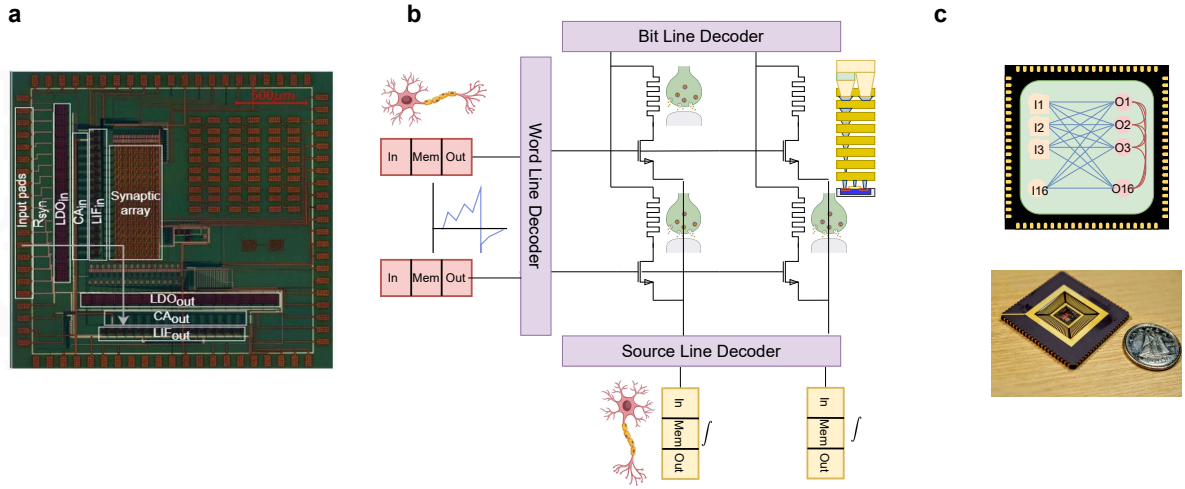 a
b
c
500μm
Input pads
Rsyn
LDOin
CAin
LIFin
Synaptic
array
LDOout
CAout
LIFout
Bit Line Decoder
Word Line Decoder
In Mem Out
In Mem Out
Source Line Decoder
In
Mem
Out
∫
In
Mem
Out
∫
I1
I2
I3
I16
O1
O2
O3
O16